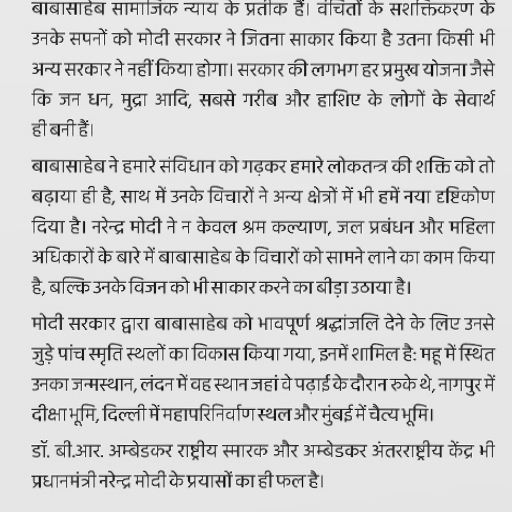 बाबासाहेब सामाजिक न्याय के प्रतीक हैं। वंचितों के सशक्तिकरण के
उनके सपनों को मोदी सरकार ने जितना साकार किया है उतना किसी भी
अन्य सरकार ने नहीं किया होगा। सरकार की लगभग हर प्रमुख योजना जैसे
कि जन धन, मुद्रा आदि, सबसे गरीब और हाशिए के लोगों के सेवार्थ
ही बनी हैं।
बाबासाहेब ने हमारे संविधान को गढ़कर हमारे लोकतन्त्र की शक्ति को तो
बढ़ाया ही है, साथ में उनके विचारों ने अन्य क्षेत्रों में भी हमें नया दृष्टिकोण
दिया है। नरेन्द्र मोदी ने न केवल श्रम कल्याण, जल प्रबंधन और महिला
अधिकारों के बारे में बाबासाहेब के विचारों को सामने लाने का काम किया
है, बल्कि उनके विजन को भी साकार करने का बीड़ा उठाया है।
मोदी सरकार द्वारा बाबासाहेब को भावपूर्ण श्रद्धांजलि देने के लिए उनसे
जुड़े पांच स्मृति स्थलों का विकास किया गया, इनमें शामिल है: महू में स्थित
उनका जन्मस्थान, लंदन में वह स्थान जहां वे पढ़ाई के दौरान रुके थे, नागपुर में
दीक्षा भूमि, दिल्ली में महापरिनिर्वाण स्थल और मुंबई में चैत्य भूमि।
डॉ. बी.आर. अम्बेडकर राष्ट्रीय स्मारक और अम्बेडकर अंतरराष्ट्रीय केंद्र भी
प्रधानमंत्री नरेन्द्र मोदी के प्रयासों का ही फल है।